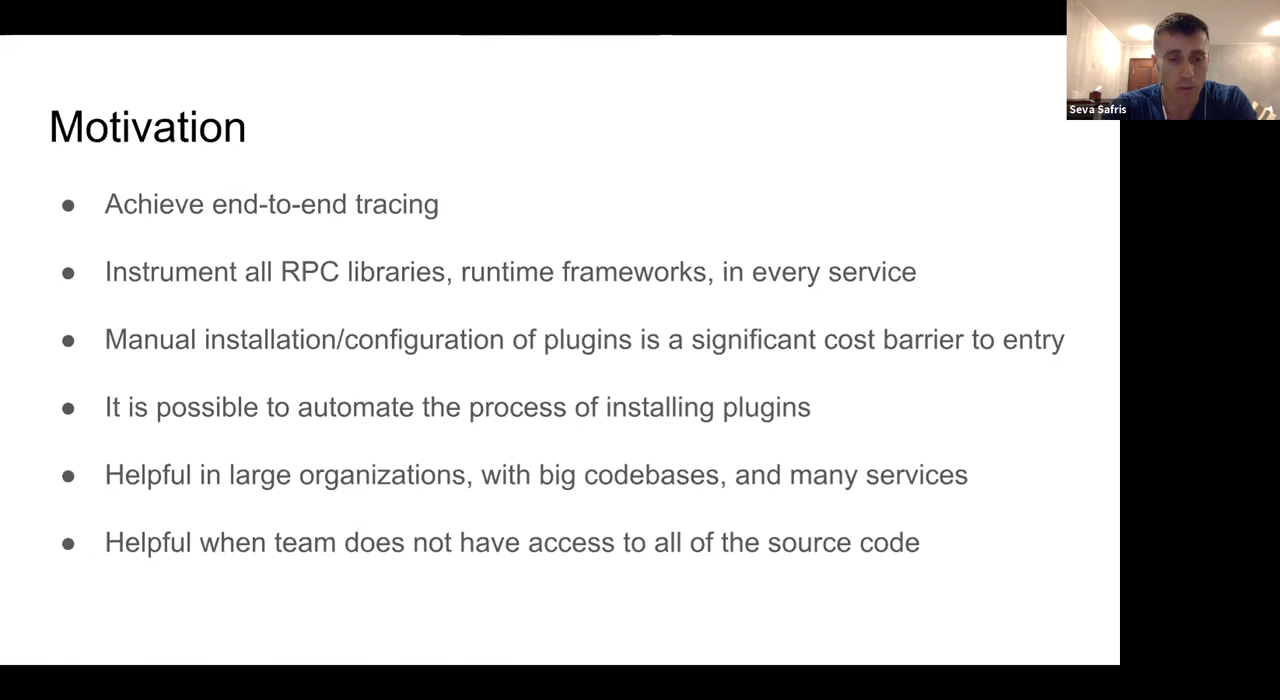 Seva Safris
Motivation
● Achieve end-to-end tracing
● Instrument all RPC libraries, runtime frameworks, in every service
● Manual installation/configuration of plugins is a significant cost barrier to entry
● It is possible to automate the process of installing plugins
● Helpful in large organizations, with big codebases, and many services
● Helpful when team does not have access to all of the source code